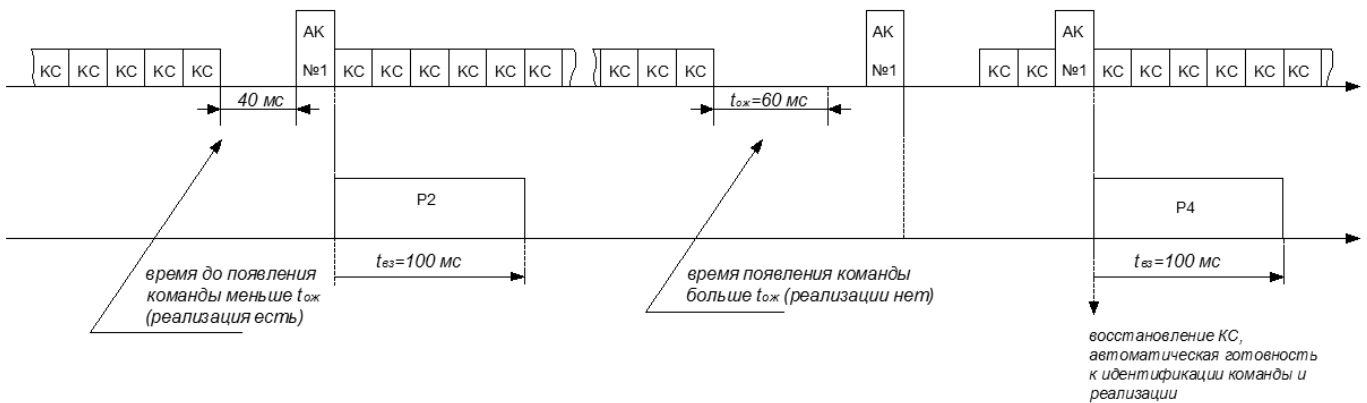 АК АК АК
КС КС КС КС КС №1 КС КС КС КС КС КС КС КС КС №1 КС КС №1 КС КС КС КС КС КС
40 мс tож=60 мс
Р2 Р4
tвз=100 мс tвз=100 мс
время до появления
команды меньше tож
(реализация есть)
время появления команды
больше tож (реализации нет)
восстановление КС,
автоматическая готовность
к идентификации команды и
реализации